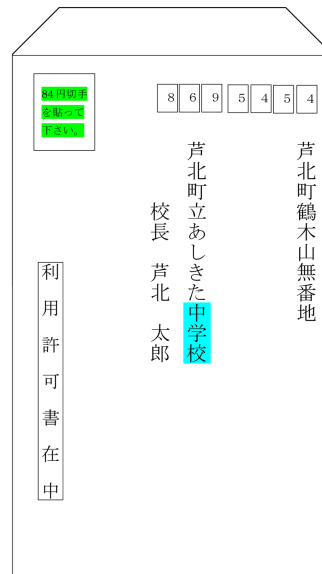 84円切手
を貼って
下さい。
8 6 9 5 4 5 4
芦北町鶴木山無番地
芦北町立あしきた中学校
校長 芦北 太郎
利用許可書在中